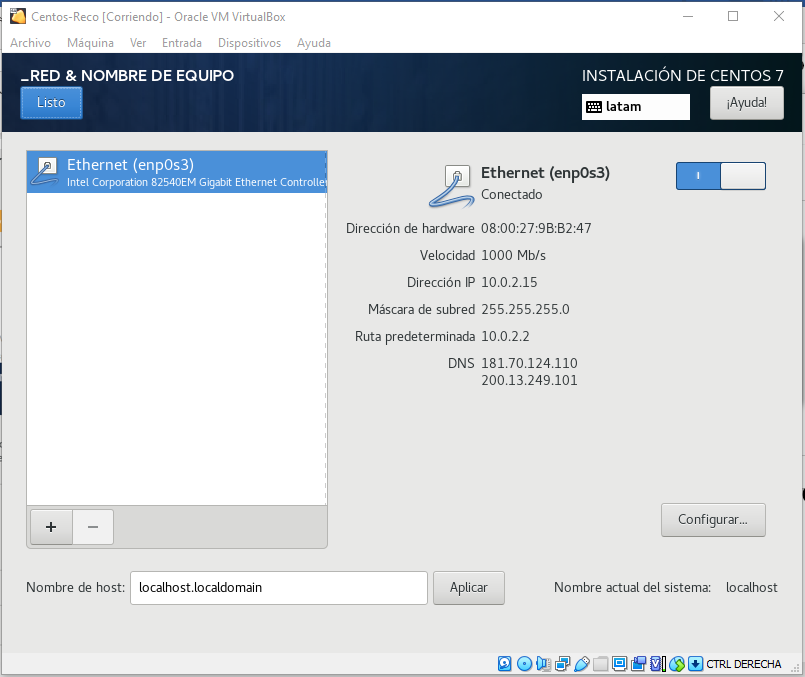 Centos-Reco [Corriendo] - Oracle VM VirtualBox
Archivo Máquina Ver Entrada Dispositivos Ayuda
_RED & NOMBRE DE EQUIPO
INSTALACIÓN DE CENTOS 7
Listo
latam
¡Ayuda!
Ethernet (enp0s3)
Intel Corporation 82540EM Gigabit Ethernet Controller
Ethernet (enp0s3)
Conectado
Dirección de hardware 08:00:27:9B:B2:47
Velocidad 1000 Mb/s
Dirección IP 10.0.2.15
Máscara de subred 255.255.255.0
Ruta predeterminada 10.0.2.2
DNS 181.70.124.110
200.13.249.101
+ −
Configurar...
Nombre de host: localhost.localdomain Aplicar Nombre actual del sistema: localhost
CTRL DERECHA